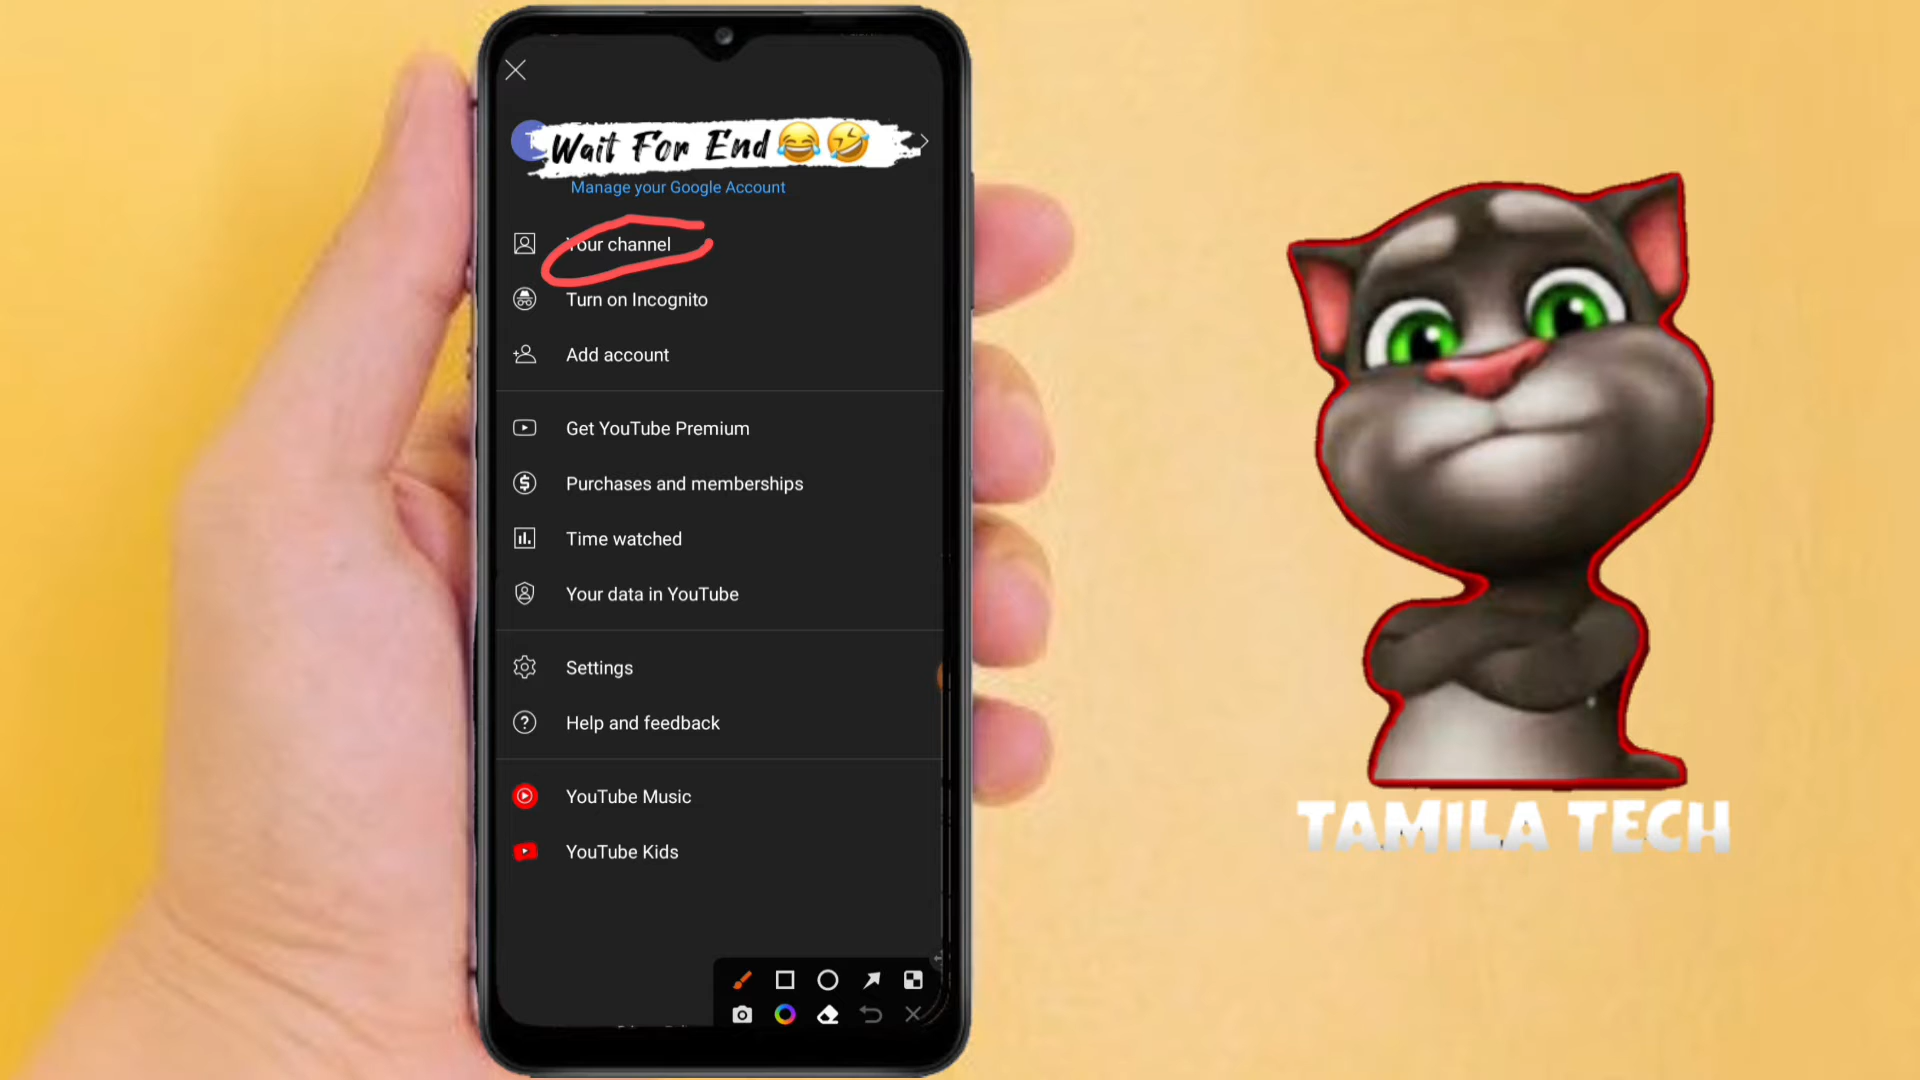 Wait For End😂🤣
Manage your Google Account
Your channel
Turn on Incognito
Add account
Get YouTube Premium
Purchases and memberships
Time watched
Your data in YouTube
Settings
Help and feedback
YouTube Music
YouTube Kids
TAMILA TECH